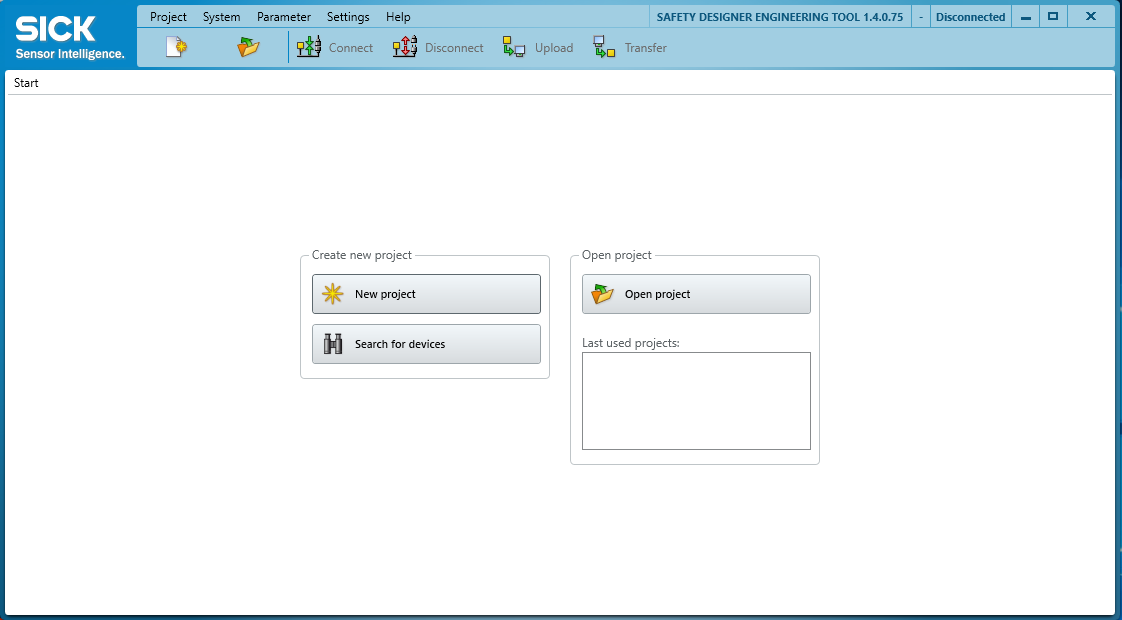 SICK
Sensor Intelligence.
Project System Parameter Settings Help
SAFETY DESIGNER ENGINEERING TOOL 1.4.0.75 - Disconnected
Connect Disconnect Upload Transfer
Start
Create new project
New project
Search for devices
Open project
Open project
Last used projects: